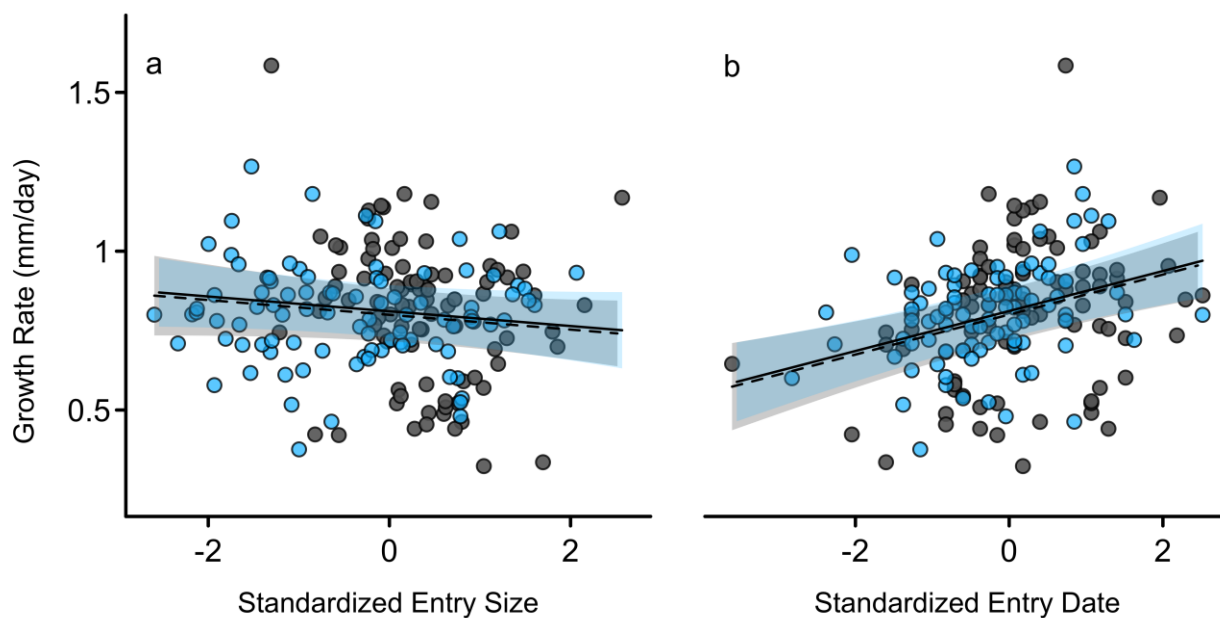 a
b
1.5
1
0.5
Growth Rate (mm/day)
-2
0
2
-2
0
2
Standardized Entry Size
Standardized Entry Date